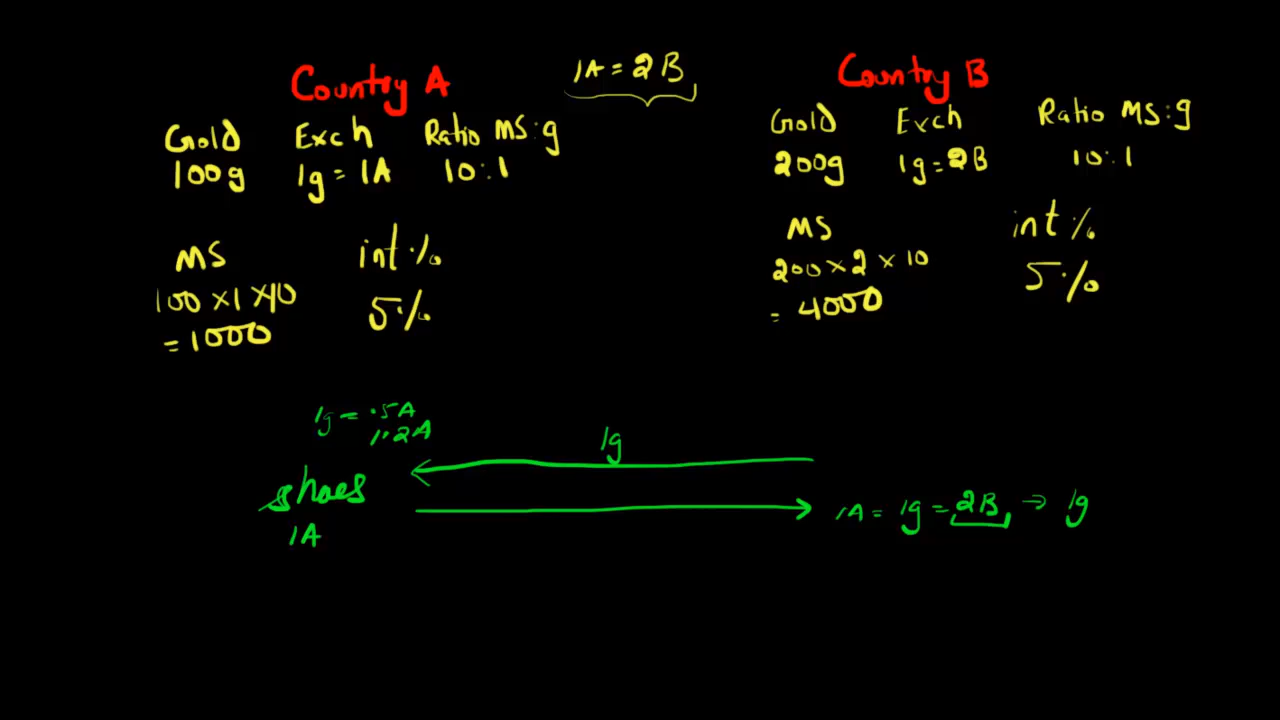 Country A
1A = 2B
Country B
Gold Exch Ratio MS:g
100g 1g = 1A 10:1
Gold Exch Ratio MS:g
200g 1g = 2B 10:1
MS int %
100 × 1 × 10 5%
= 1000
MS int %
200 × 2 × 10 5%
= 4000
1g = .5A
1.2A
1g
shoes
1A
1A = 1g = 2B → 1g